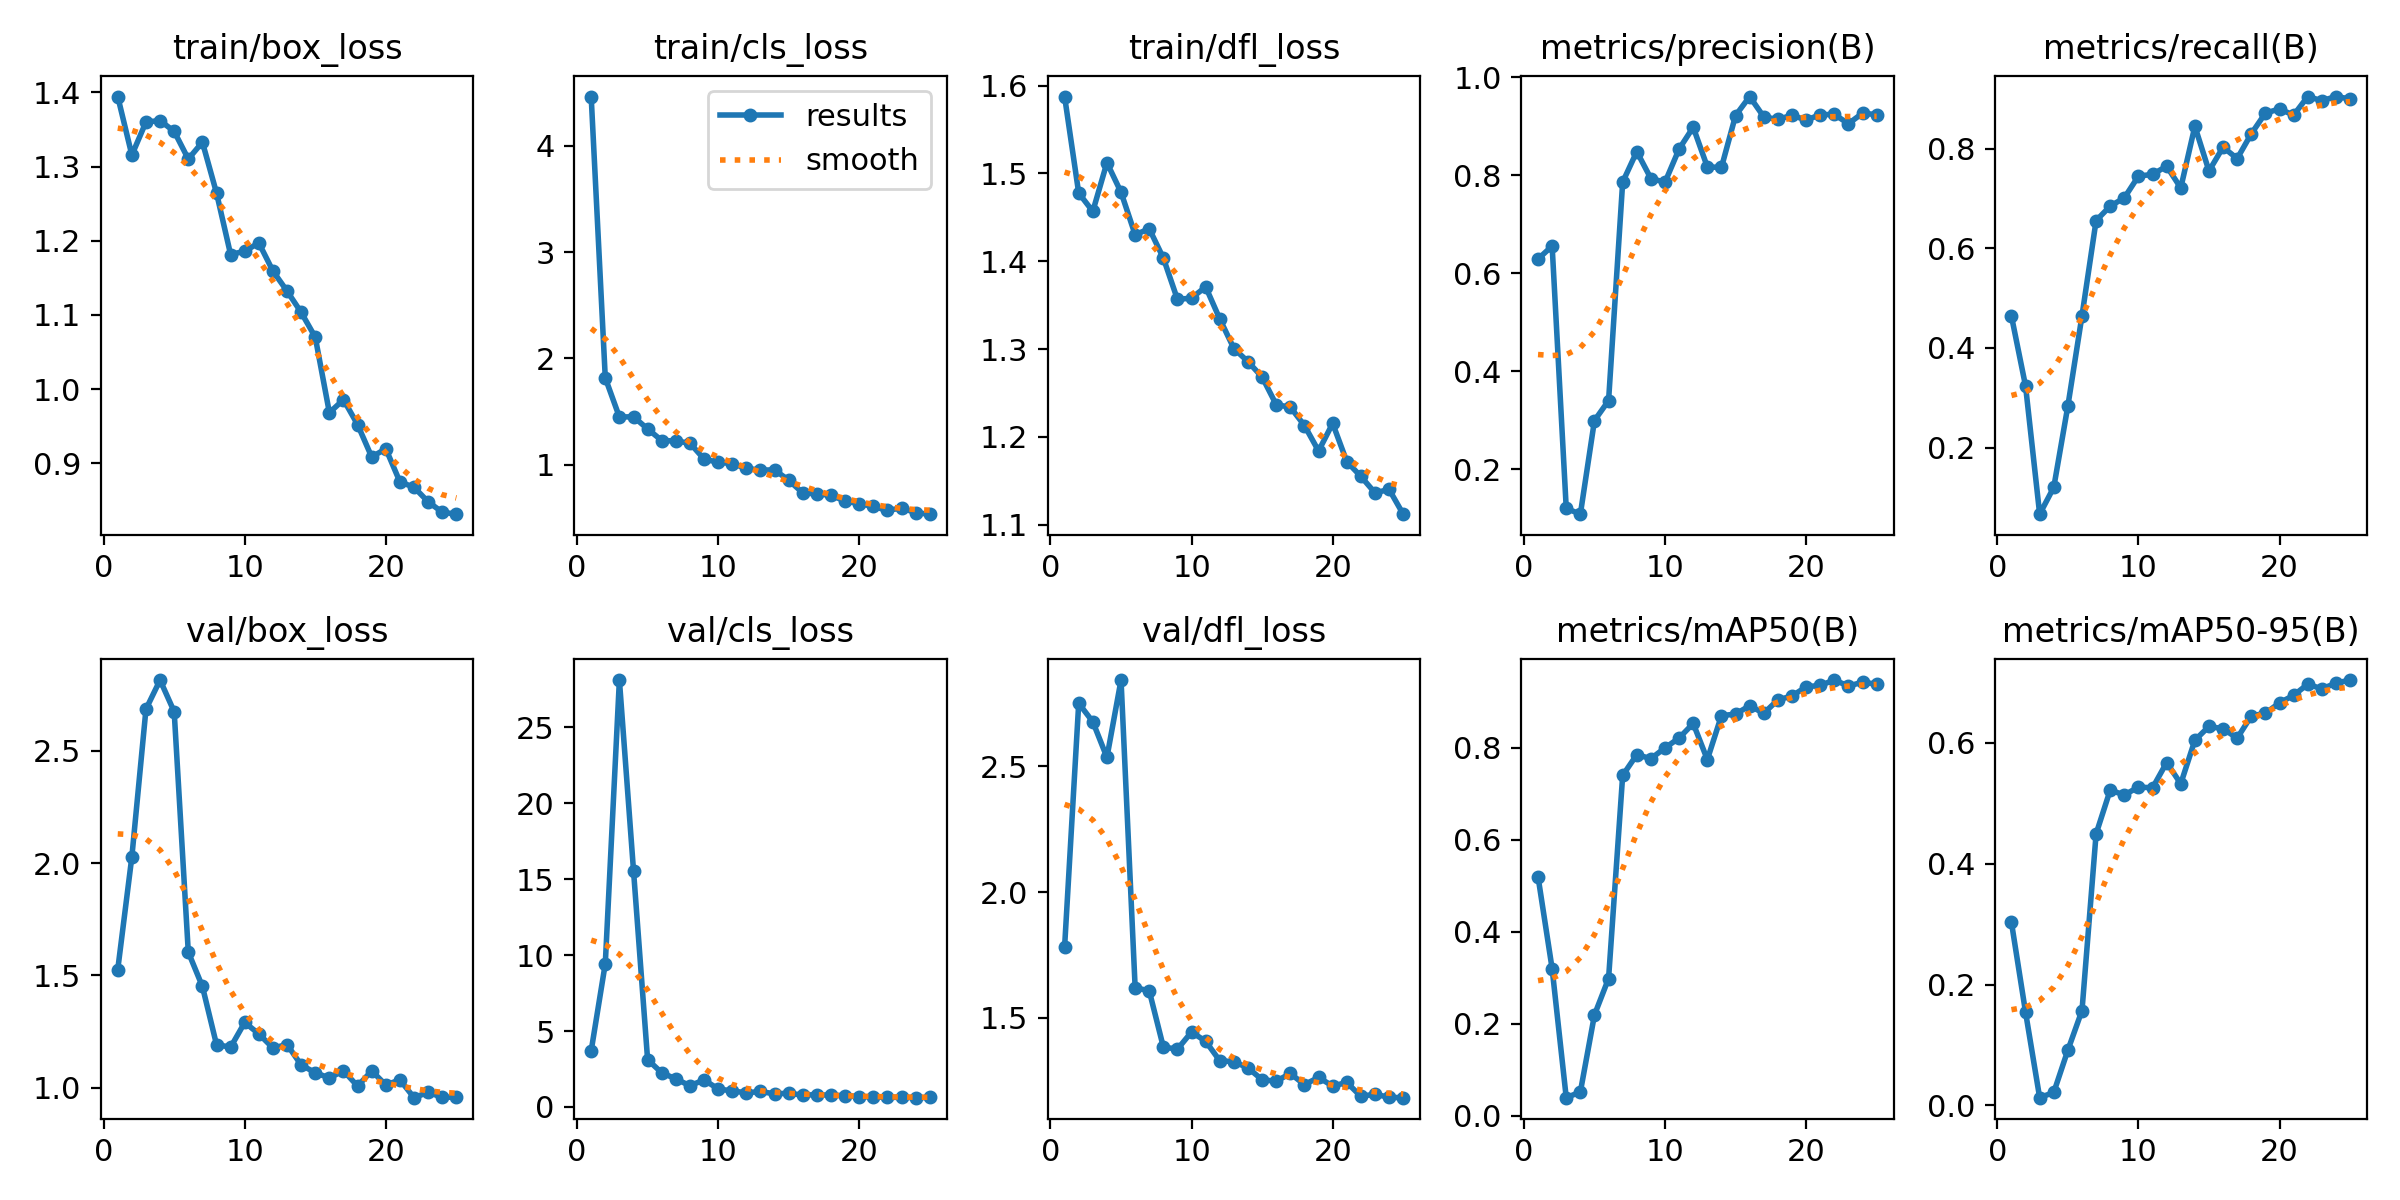 train/box_loss
1.4
1.3
1.2
1.1
1.0
0.9
0 10 20
train/cls_loss
results
smooth
4
3
2
1
0 10 20
train/dfl_loss
1.6
1.5
1.4
1.3
1.2
1.1
0 10 20
metrics/precision(B)
1.0
0.8
0.6
0.4
0.2
0 10 20
metrics/recall(B)
0.8
0.6
0.4
0.2
0 10 20
val/box_loss
2.5
2.0
1.5
1.0
0 10 20
val/cls_loss
25
20
15
10
5
0
0 10 20
val/dfl_loss
2.5
2.0
1.5
0 10 20
metrics/mAP50(B)
0.8
0.6
0.4
0.2
0.0
0 10 20
metrics/mAP50-95(B)
0.6
0.4
0.2
0.0
0 10 20